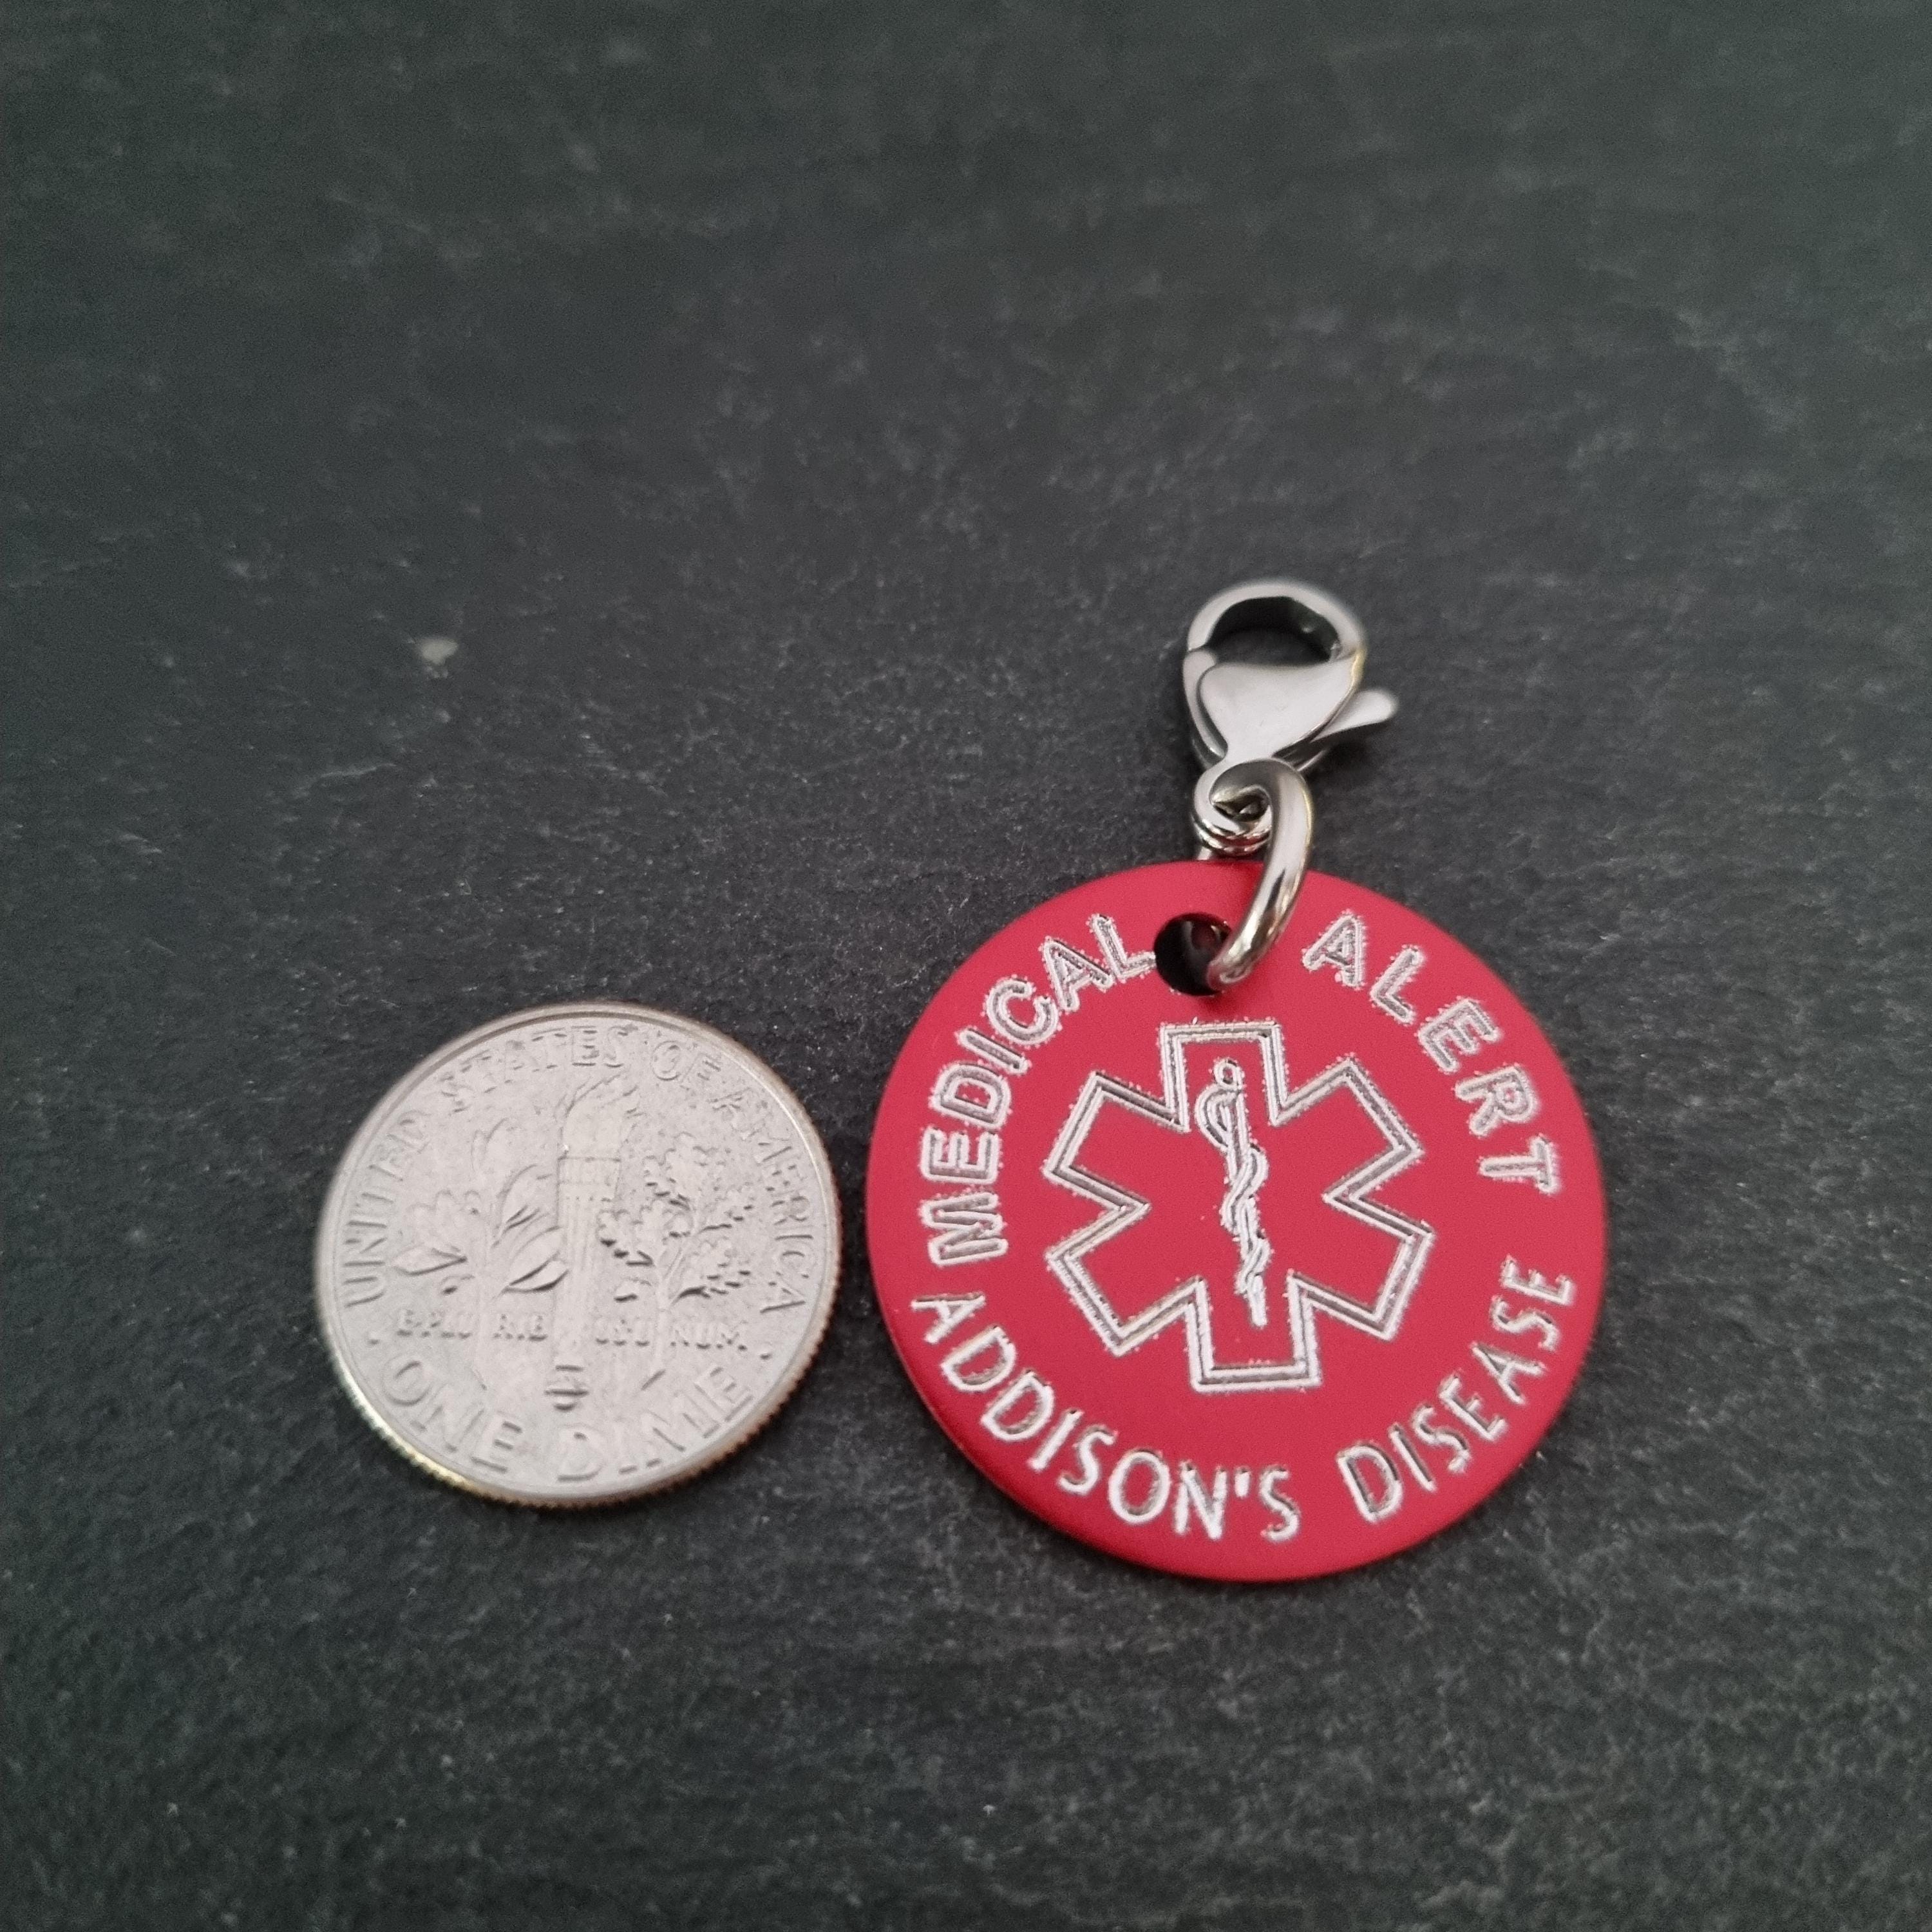 UNITED STATES OF AMERICA
E PLURIBUS UNUM
ONE DIME
MEDICAL ALERT
ADDISON'S DISEASE